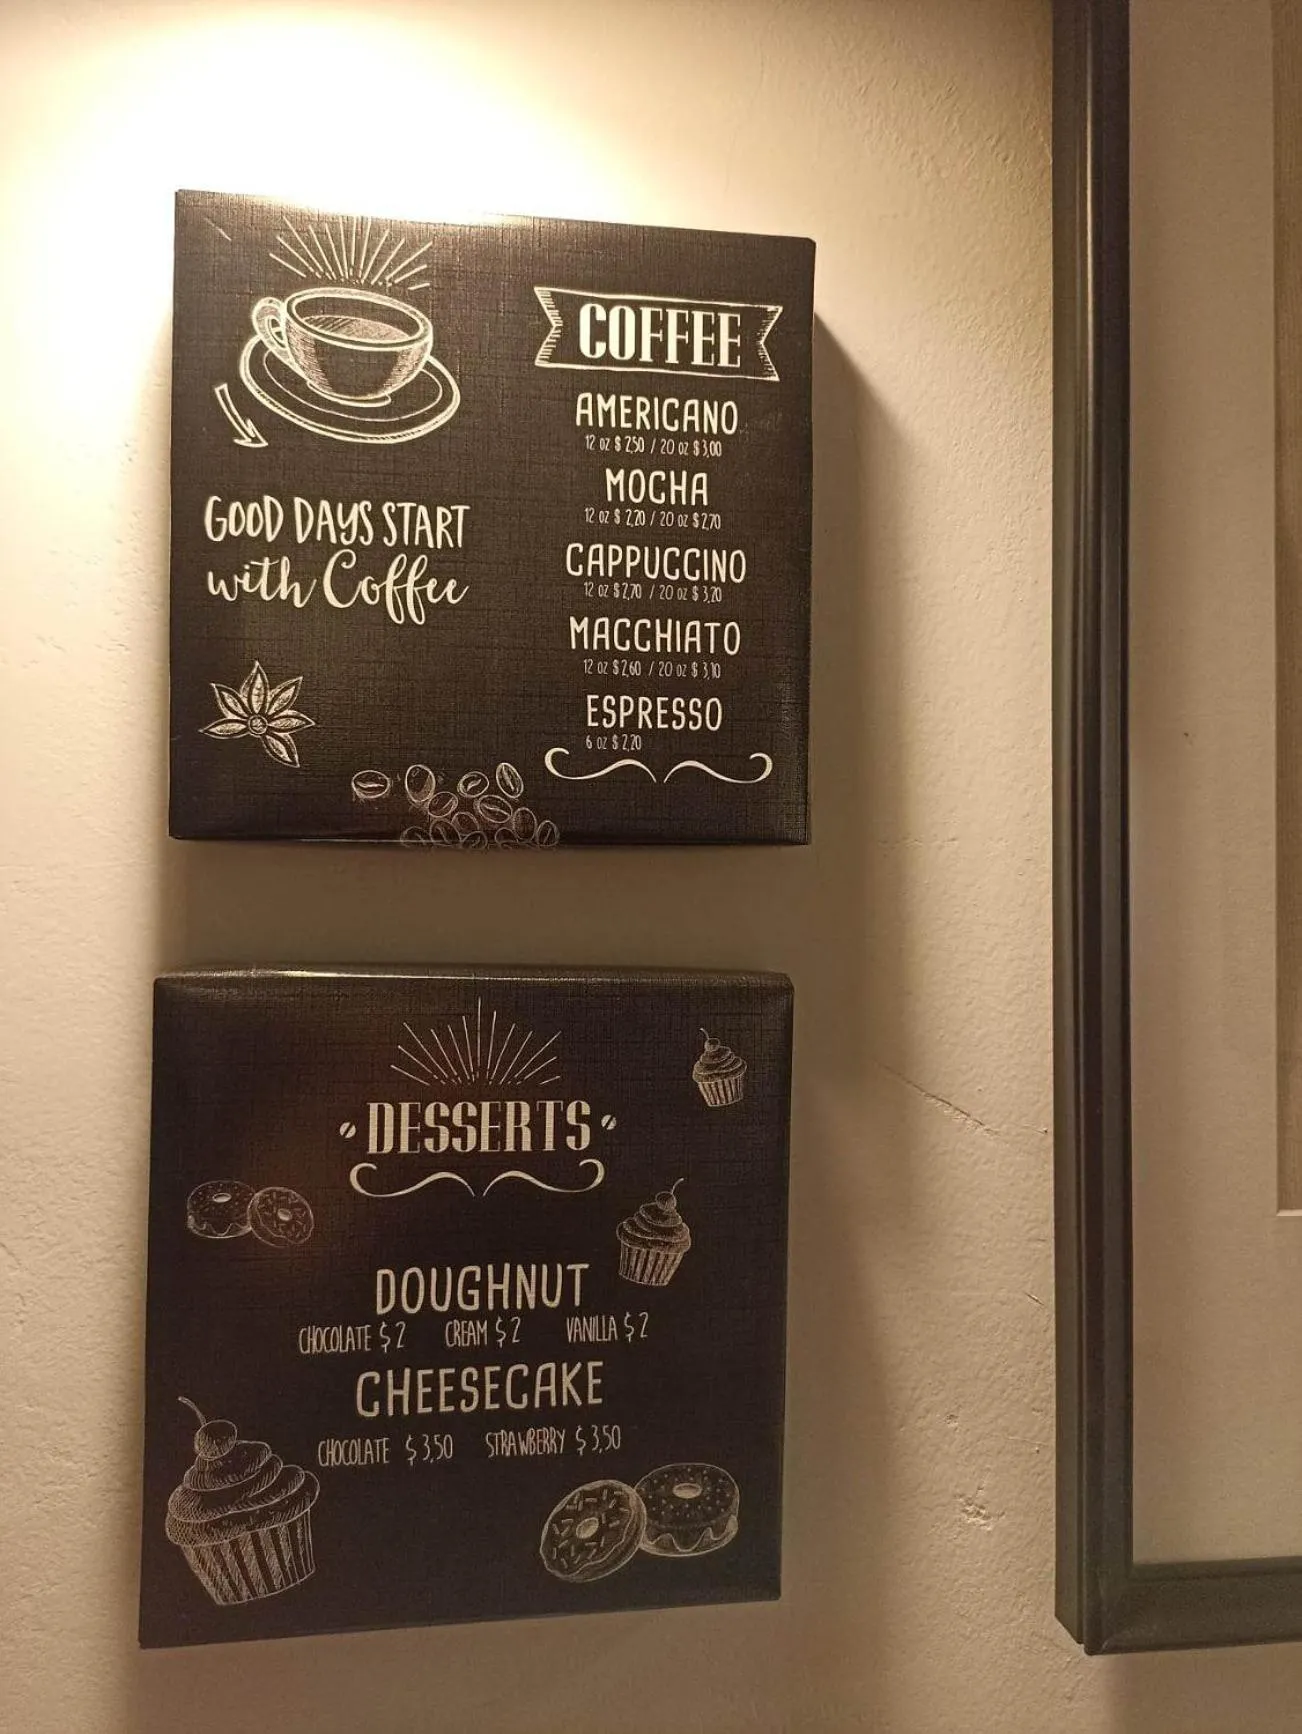 COFFEE
AMERICANO
12 oz $ 2,50 / 20 oz $ 3,00
MOCHA
12 oz $ 2,20 / 20 oz $ 2,70
CAPPUCCINO
12 oz $ 2,70 / 20 oz $ 3,20
MACCHIATO
12 oz $ 2,60 / 20 oz $ 3,10
ESPRESSO
6 oz $ 2,20
GOOD DAYS START
with Coffee
DESSERTS
DOUGHNUT
CHOCOLATE $ 2 CREAM $ 2 VANILLA $ 2
CHEESECAKE
CHOCOLATE $ 3,50 STRAWBERRY $ 3,50